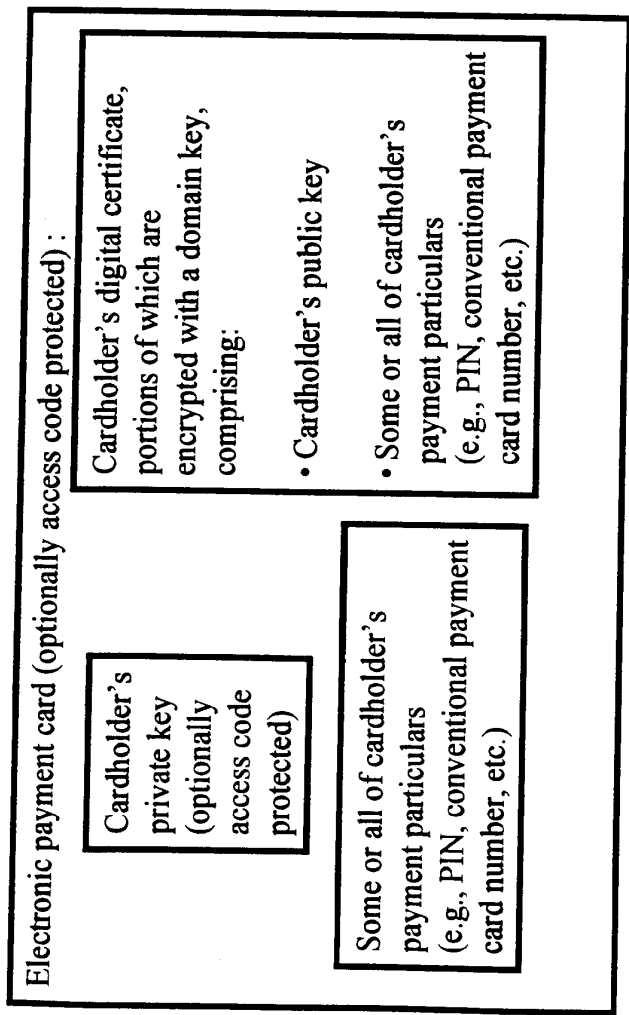 Electronic payment card (optionally access code protected) :
Cardholder's
private key
(optionally
access code
protected)
Some or all of cardholder's
payment particulars
(e.g., PIN, conventional payment
card number, etc.)
Cardholder's digital certificate,
portions of which are
encrypted with a domain key,
comprising:
• Cardholder's public key
• Some or all of cardholder's
payment particulars
(e.g., PIN, conventional payment
card number, etc.)